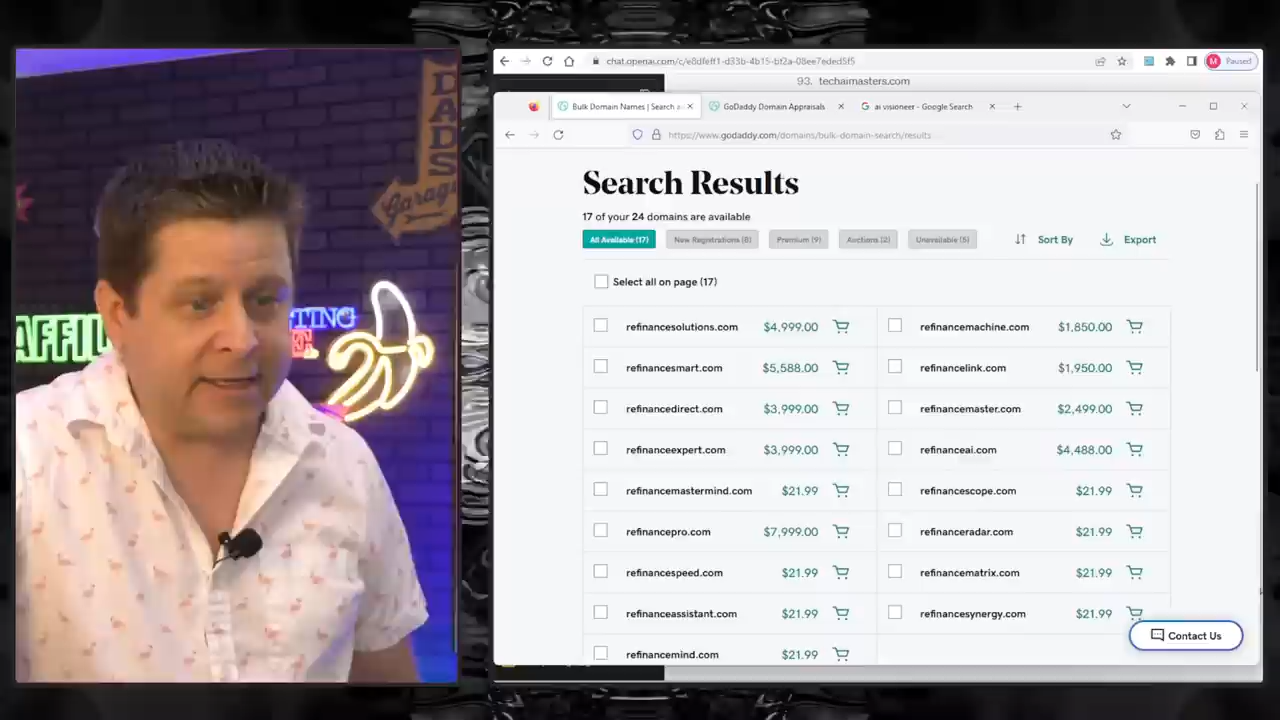 DADS
Garage
AFFIL
TING
chat.openai.com/c/e8dfeff1-d33b-4b15-bf2a-08ee7eded5f5
M Paused
93. techaimasters.com
Bulk Domain Names | Search a
GoDaddy Domain Appraisals
ai visioneer - Google Search
https://www.godaddy.com/domains/bulk-domain-search/results
Search Results
17 of your 24 domains are available
All Available (17)
New Registrations (8)
Premium (9)
Auctions (2)
Unavailable (5)
Sort By
Export
Select all on page (17)
refinancesolutions.com $4,999.00
refinancemachine.com $1,850.00
refinancesmart.com $5,588.00
refinancelink.com $1,950.00
refinancedirect.com $3,999.00
refinancemaster.com $2,499.00
refinanceexpert.com $3,999.00
refinanceai.com $4,488.00
refinancemastermind.com $21.99
refinancescope.com $21.99
refinancepro.com $7,999.00
refinanceradar.com $21.99
refinancespeed.com $21.99
refinancematrix.com $21.99
refinanceassistant.com $21.99
refinancesynergy.com $21.99
refinancemind.com $21.99
Contact Us